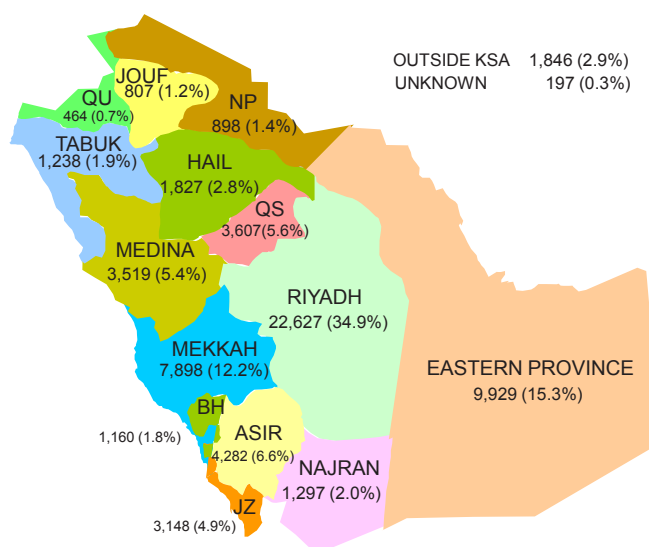 OUTSIDE KSA 1,846 (2.9%)
UNKNOWN 197 (0.3%)
JOUF
807 (1.2%)
QU
464 (0.7%)
NP
898 (1.4%)
TABUK
1,238 (1.9%)
HAIL
1,827 (2.8%)
QS
3,607(5.6%)
MEDINA
3,519 (5.4%)
RIYADH
22,627 (34.9%)
MEKKAH
7,898 (12.2%)
EASTERN PROVINCE
9,929 (15.3%)
BH
1,160 (1.8%)
ASIR
4,282 (6.6%)
NAJRAN
1,297 (2.0%)
JZ
3,148 (4.9%)